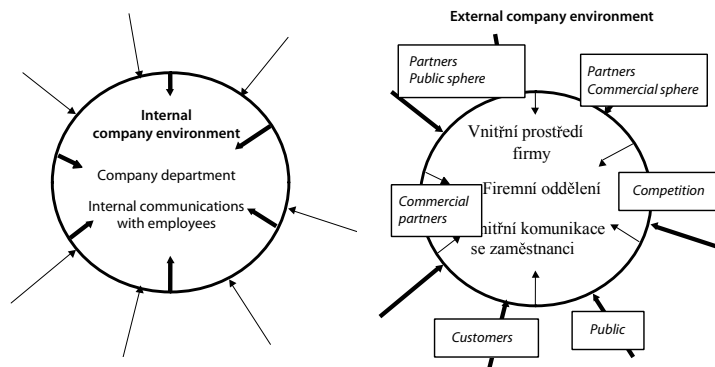 Internal
company environment
Company department
Internal communications
with employees
External company environment
Partners
Public sphere
Partners
Commercial sphere
Vnitřní prostředí
firmy
Firemní oddělení
Commercial
partners
Competition
nitřní komunikace
se zaměstnanci
Customers
Public